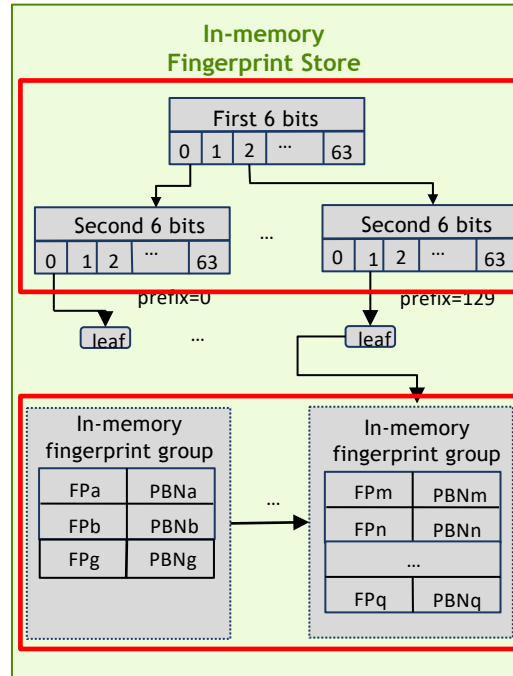 In-memory
Fingerprint Store
First 6 bits
0 1 2 ... 63
Second 6 bits
0 1 2 ... 63
...
Second 6 bits
0 1 2 ... 63
prefix=0
prefix=129
leaf
...
leaf
In-memory
fingerprint group
FPa PBNa
FPb PBNb
FPg PBNg
...
In-memory
fingerprint group
FPm PBNm
FPn PBNn
...
FPq PBNq